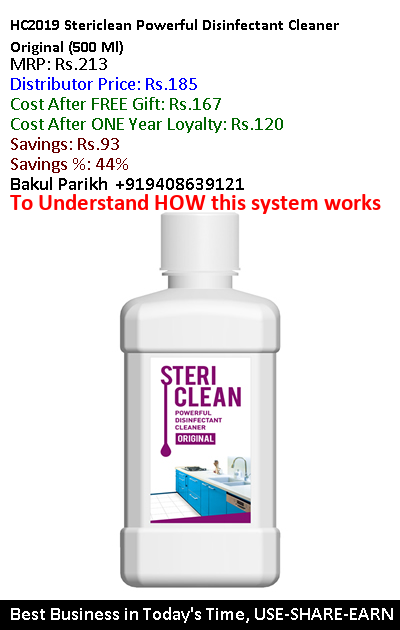 HC2019 Stericlean Powerful Disinfectant Cleaner
Original (500 Ml)
MRP: Rs.213
Distributor Price: Rs.185
Cost After FREE Gift: Rs.167
Cost After ONE Year Loyalty: Rs.120
Savings: Rs.93
Savings %: 44%
Bakul Parikh +919408639121
To Understand HOW this system works
STERI
CLEAN
POWERFUL
DISINFECTANT
CLEANER
ORIGINAL
Best Business in Today's Time, USE-SHARE-EARN